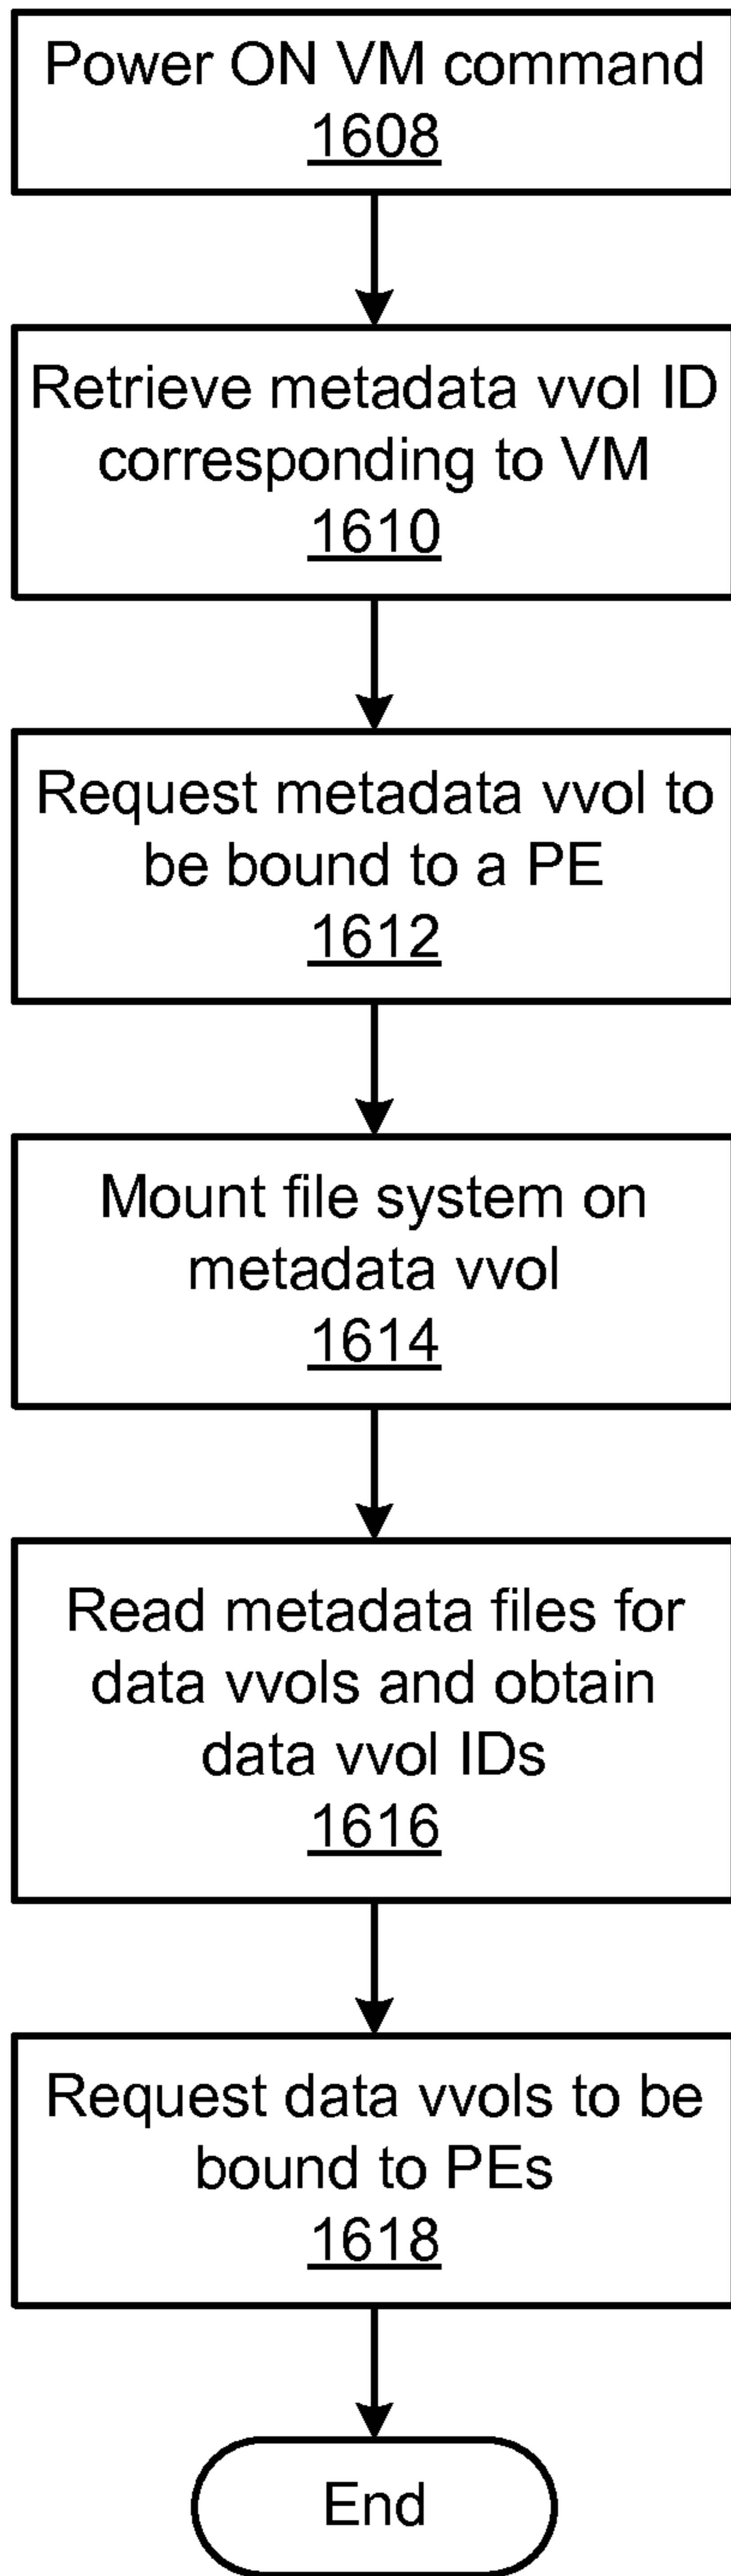 Power ON VM command
1608
Retrieve metadata vvol ID
corresponding to VM
1610
Request metadata vvol to
be bound to a PE
1612
Mount file system on
metadata vvol
1614
Read metadata files for
data vvols and obtain
data vvol IDs
1616
Request data vvols to be
bound to PEs
1618
End